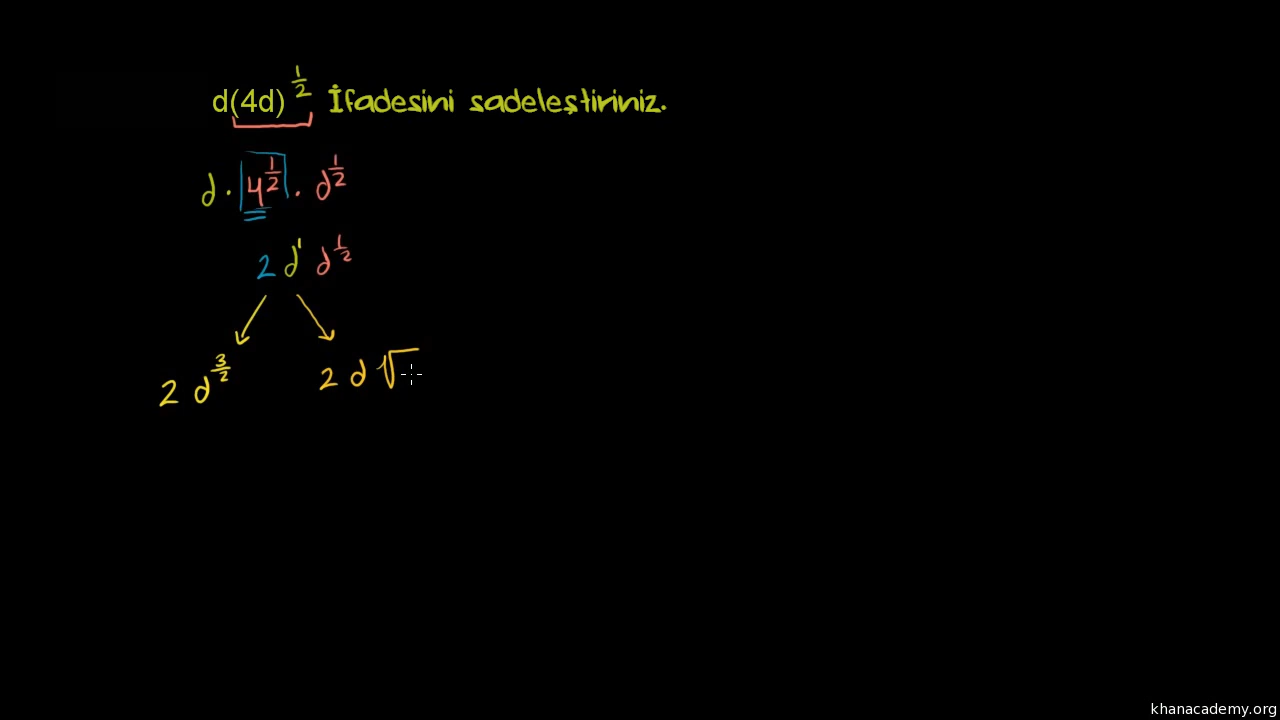 d(4d)^½ İfadesini sadeleştiriniz.
d · 4^½ · d^½
2 d^1 d^½
2 d^(3/2) 2 d √
khanacademy.org